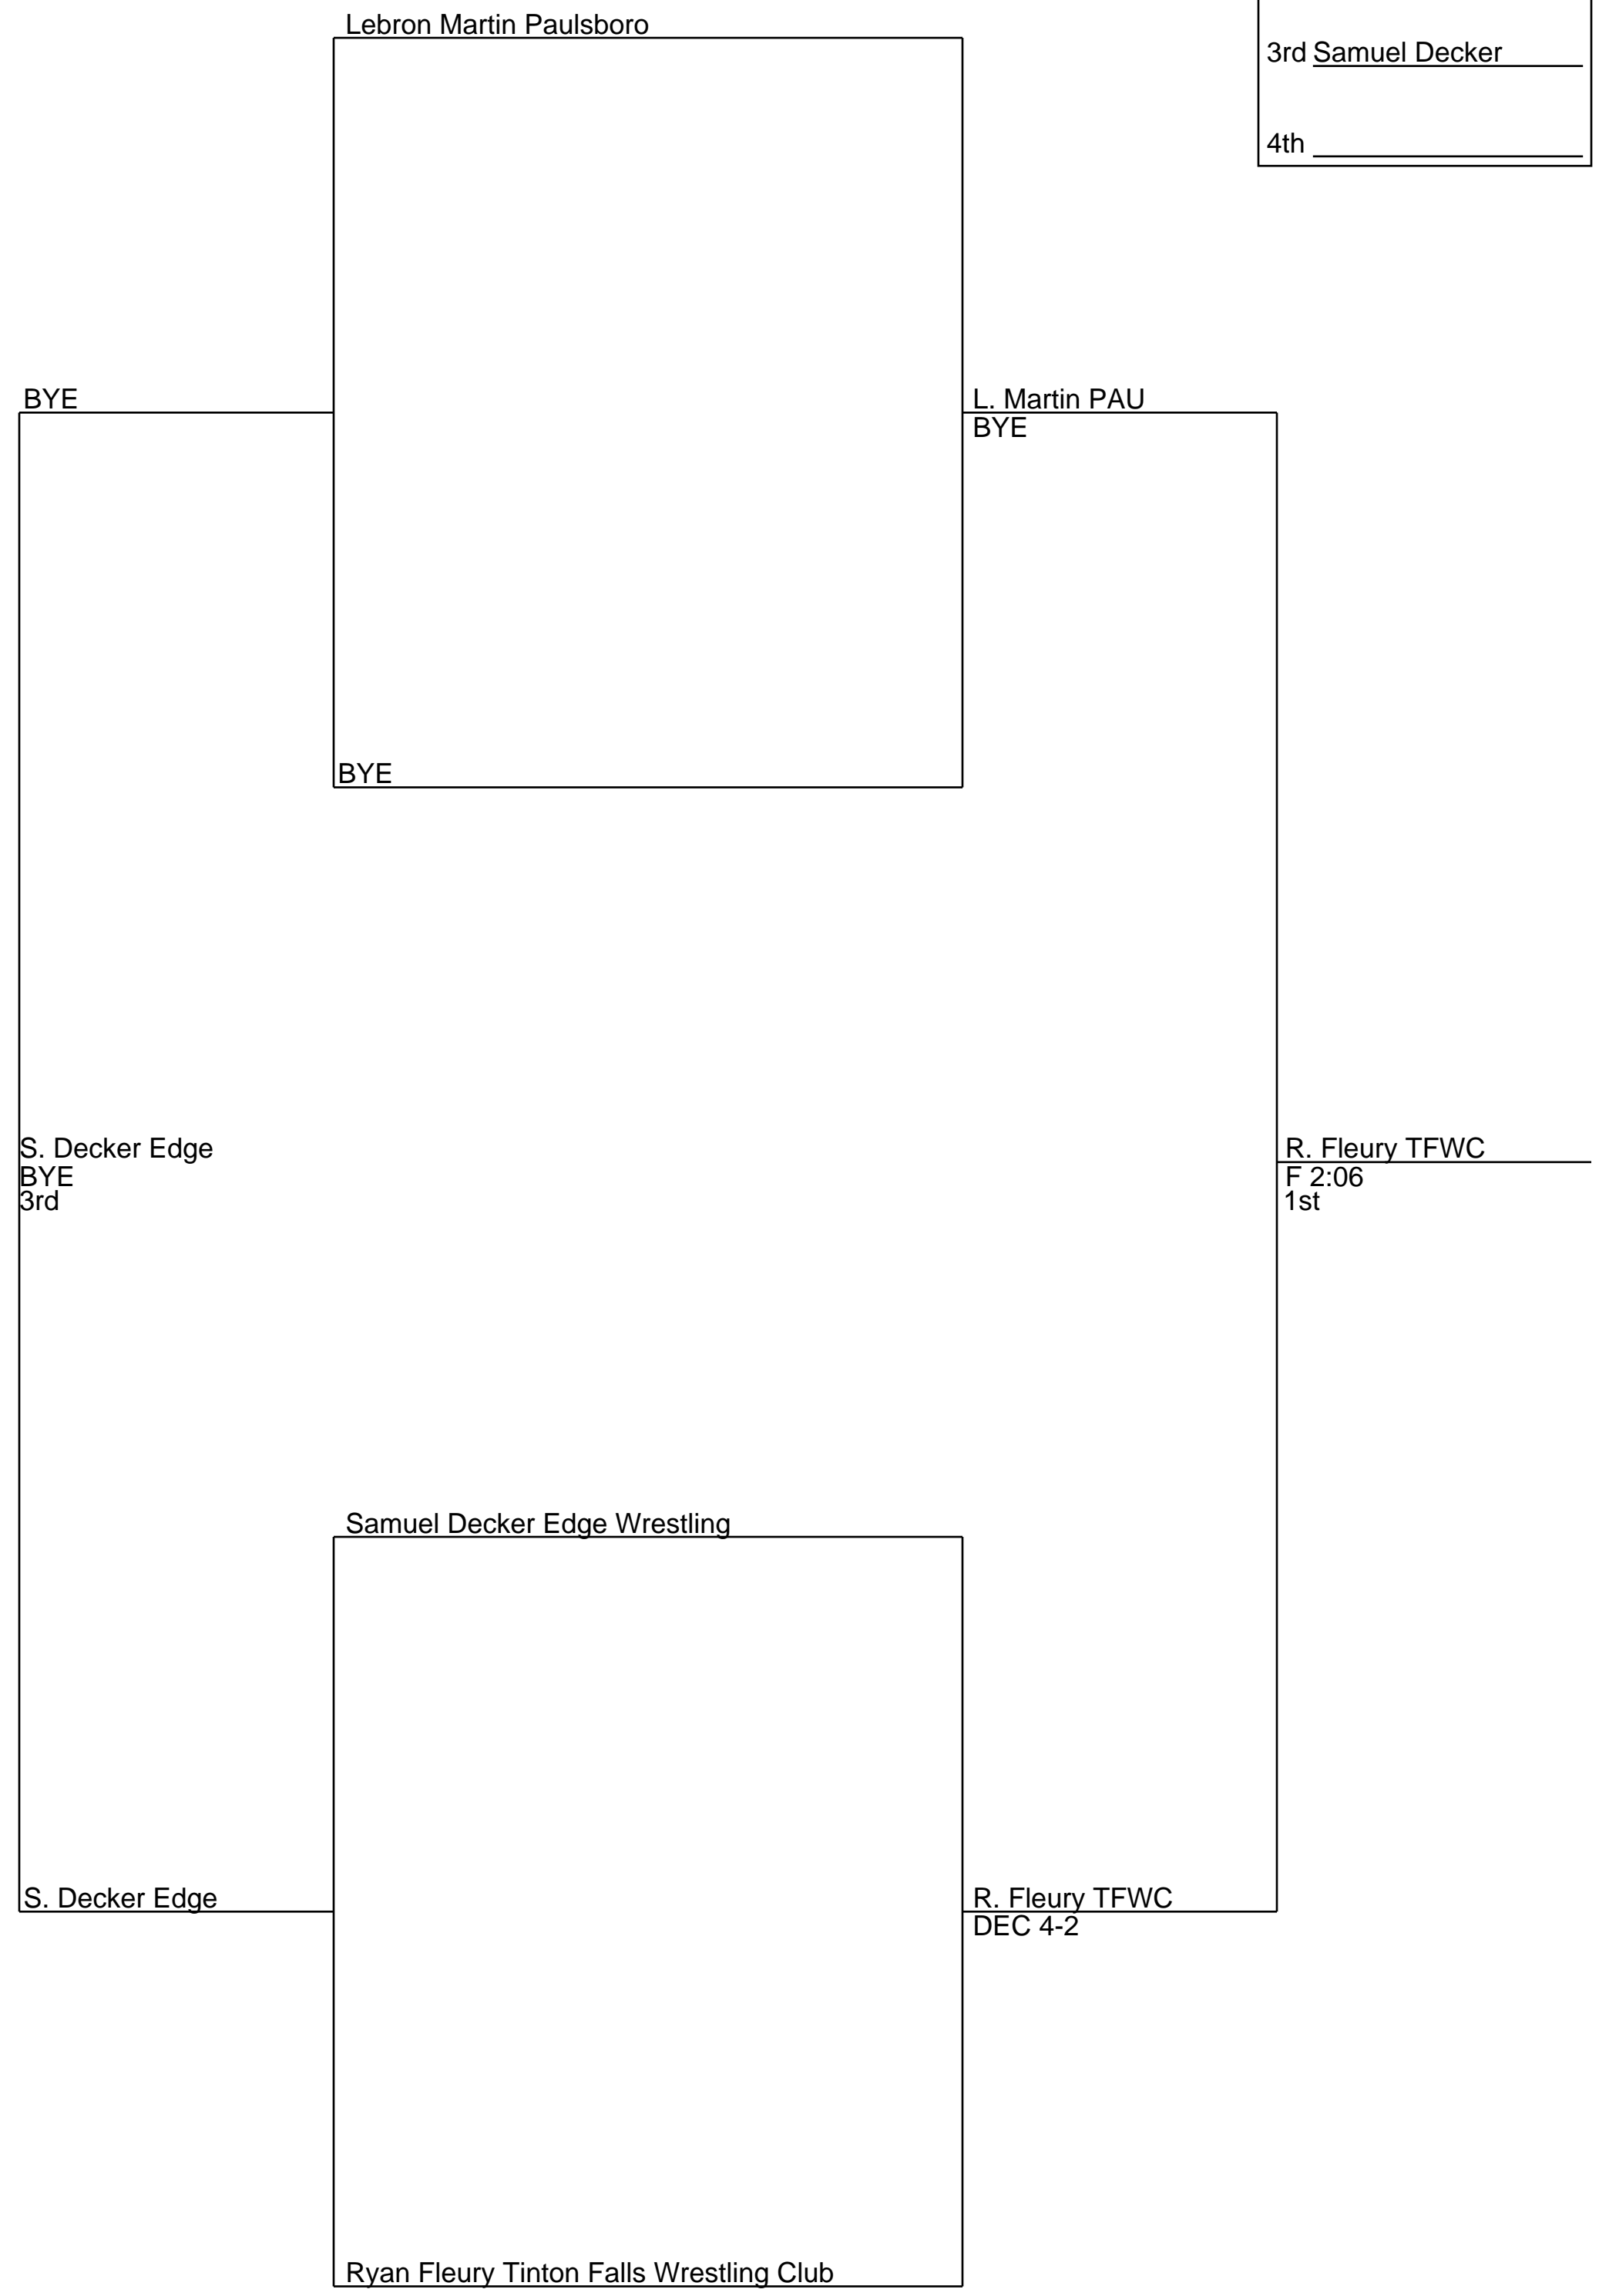 Lebron Martin Paulsboro
3rd Samuel Decker
4th
BYE
L. Martin PAU
BYE
BYE
S. Decker Edge
BYE
3rd
R. Fleury TFWC
F 2:06
1st
Samuel Decker Edge Wrestling
S. Decker Edge
R. Fleury TFWC
DEC 4-2
Ryan Fleury Tinton Falls Wrestling Club